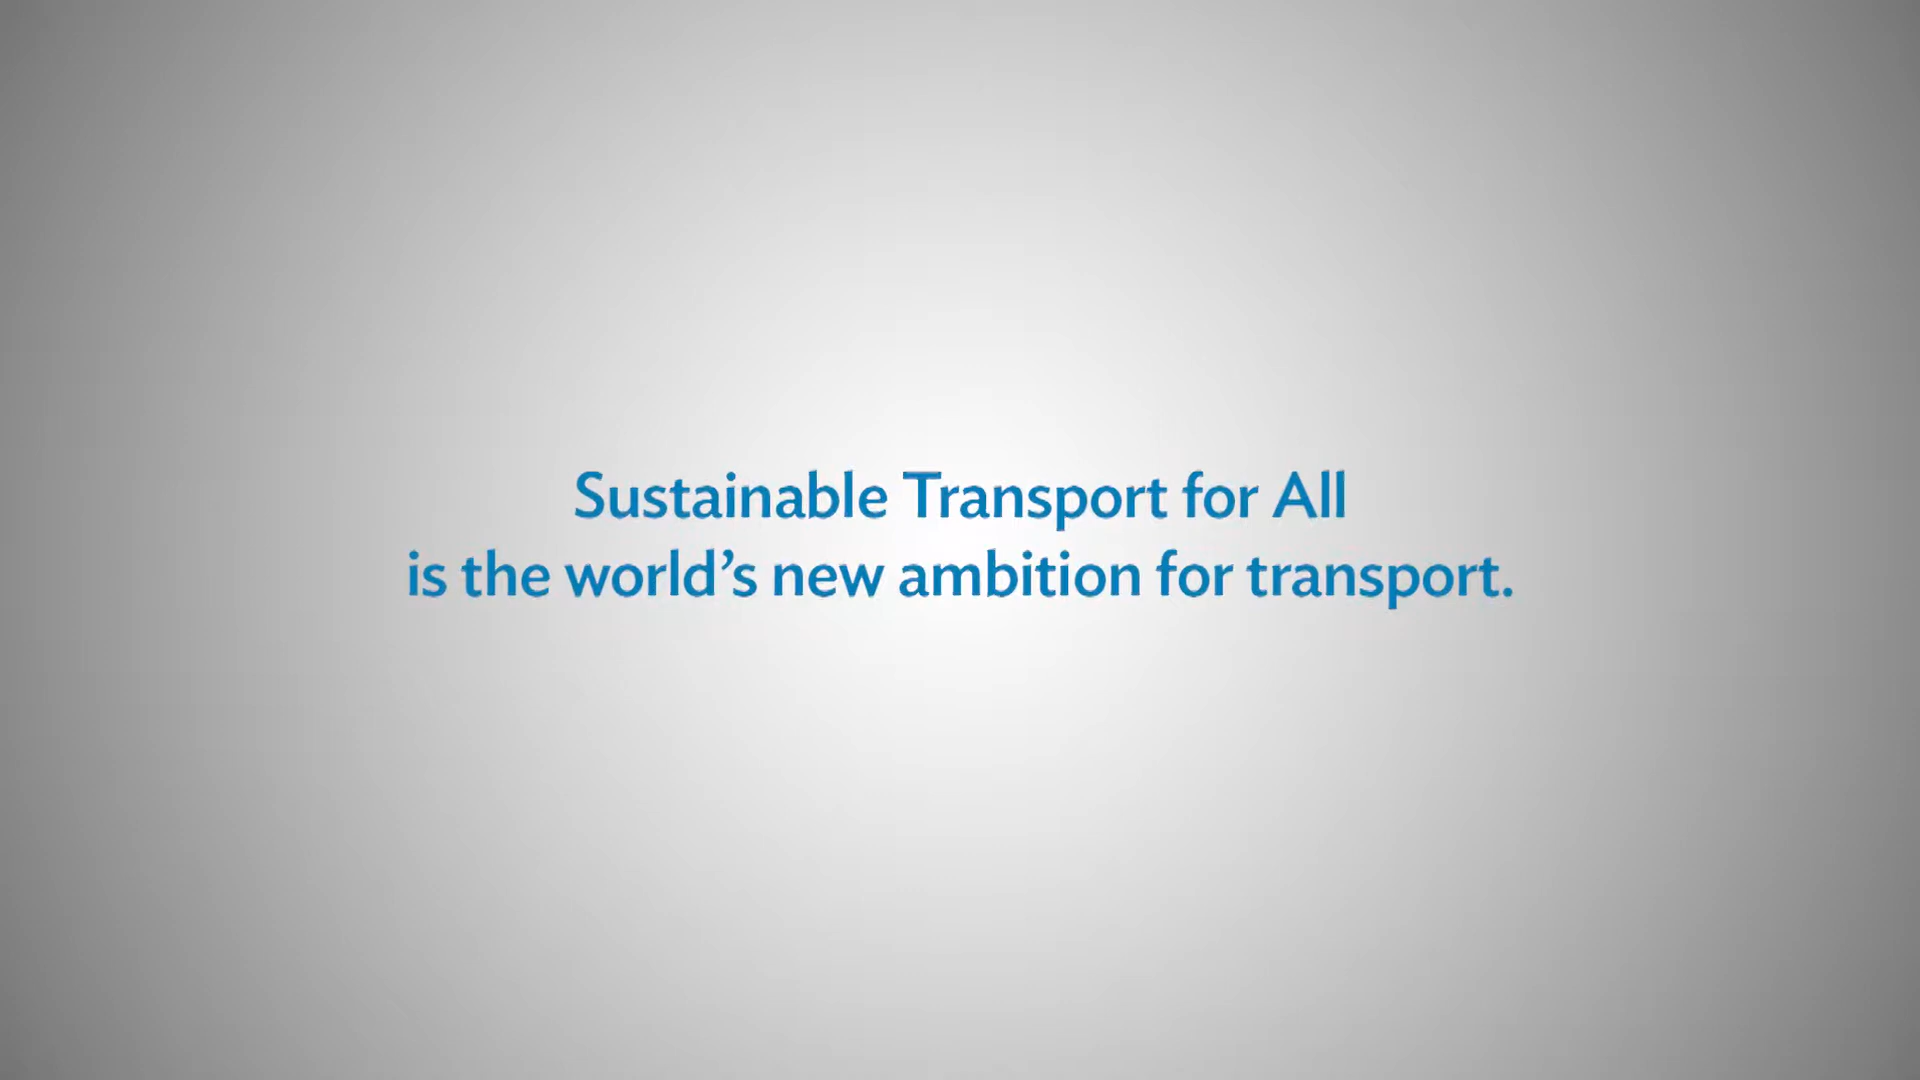 Sustainable Transport for All
is the world’s new ambition for transport.